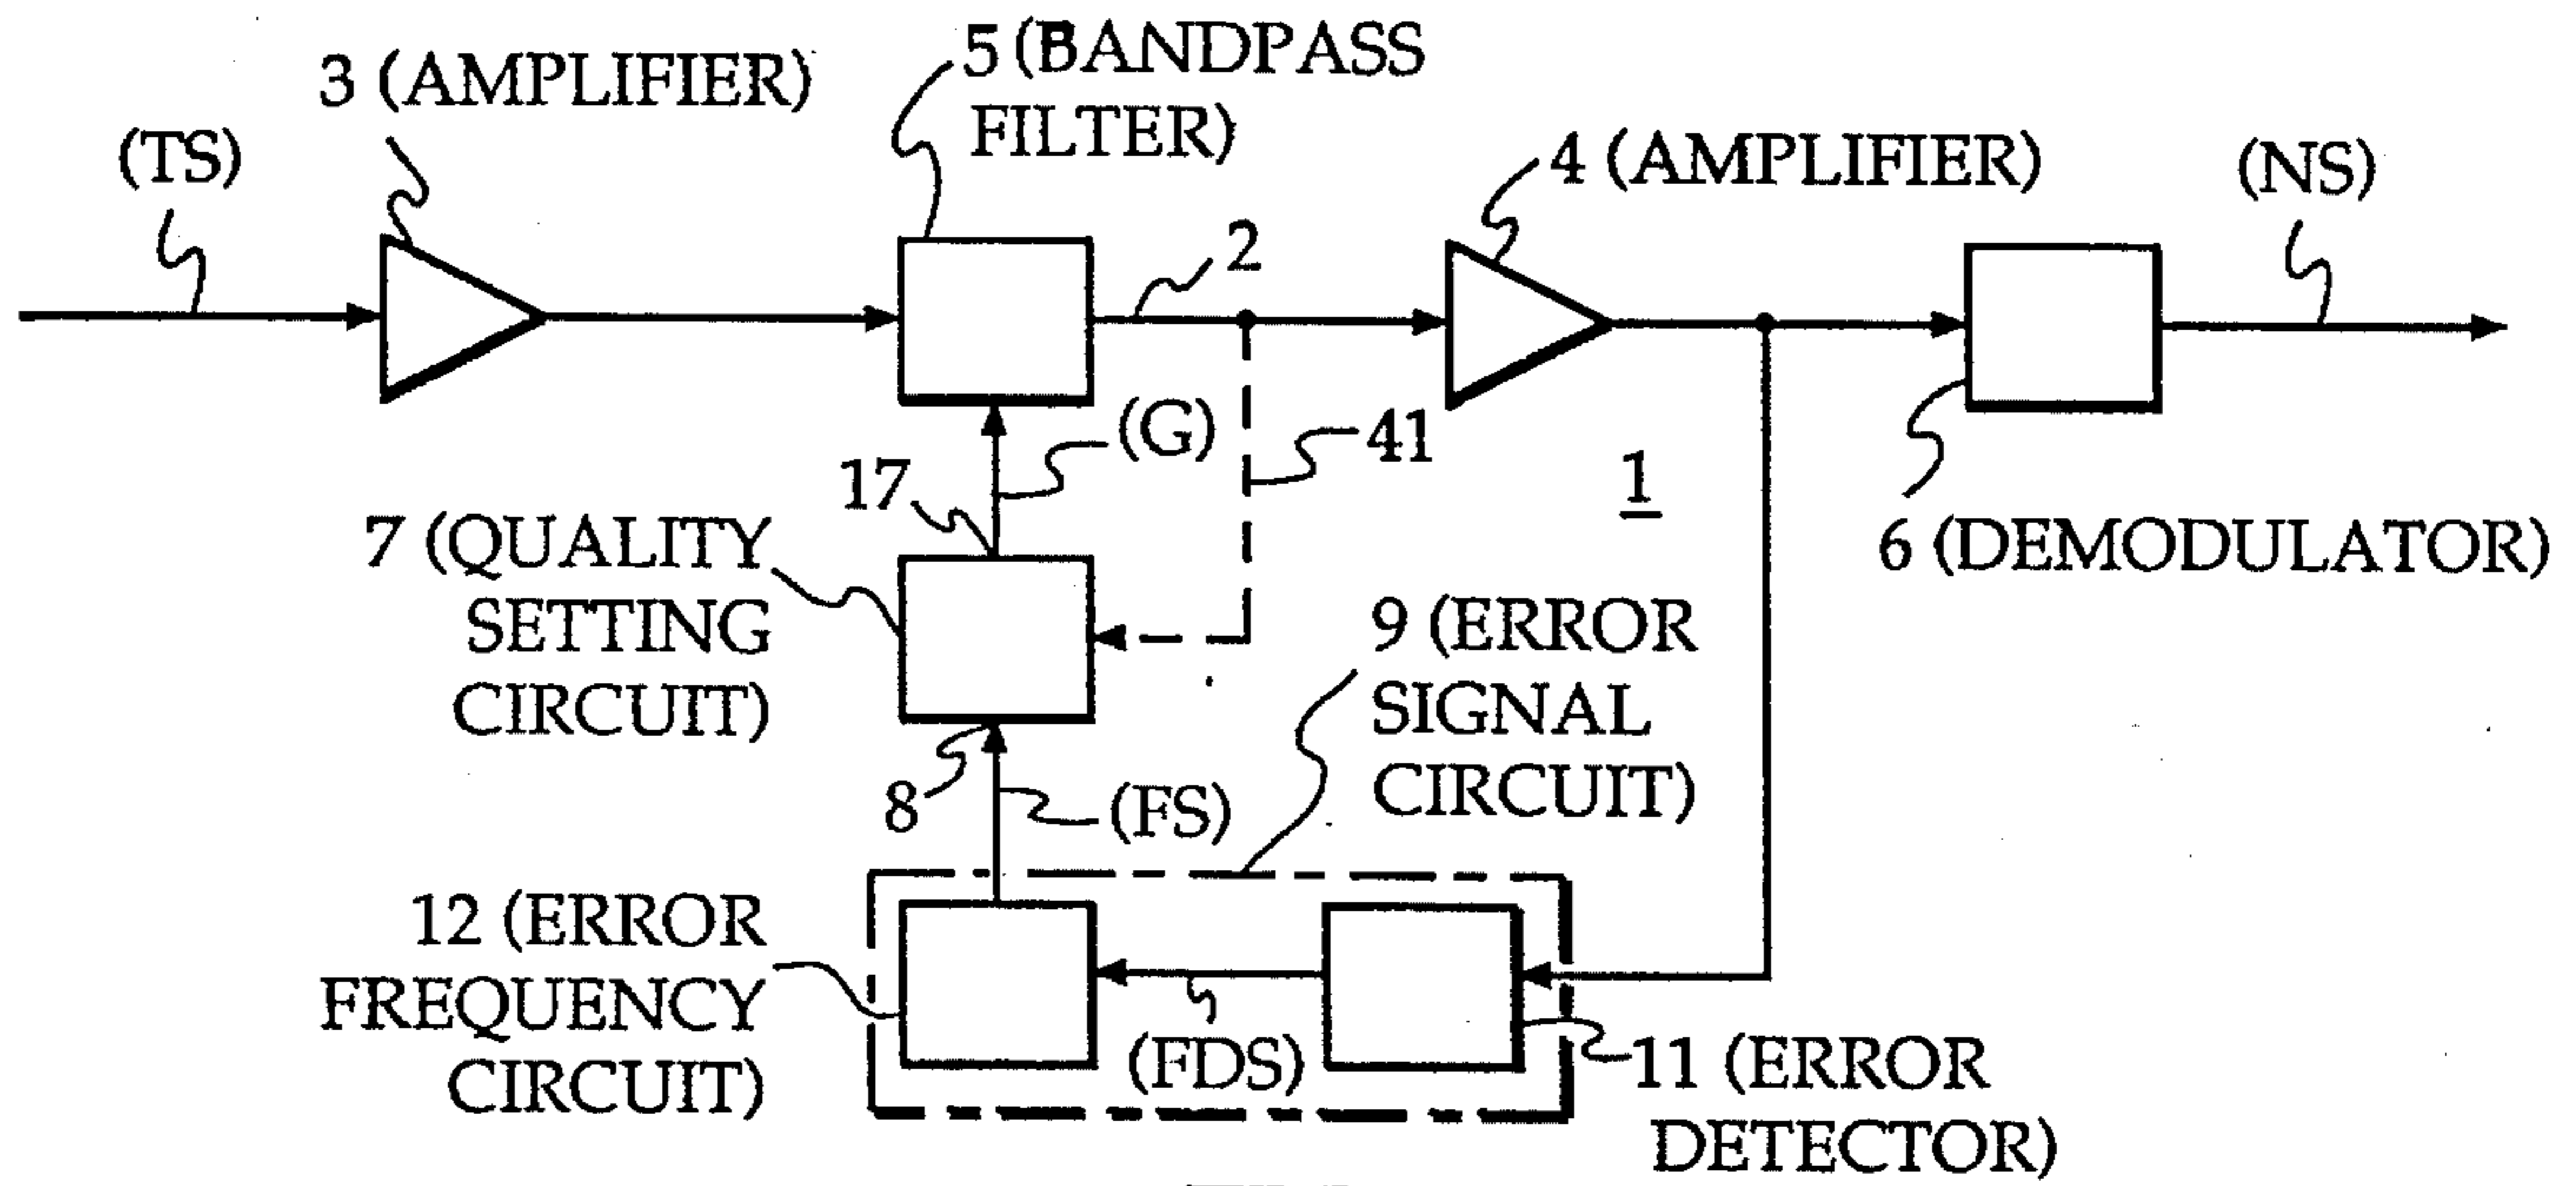 3 (AMPLIFIER)
5 (BANDPASS
FILTER)
(TS)
4 (AMPLIFIER)
(NS)
2
(G)
41
17
1
7 (QUALITY
SETTING
CIRCUIT)
6 (DEMODULATOR)
9 (ERROR
SIGNAL
CIRCUIT)
8
(FS)
12 (ERROR
FREQUENCY
CIRCUIT)
(FDS)
11 (ERROR
DETECTOR)